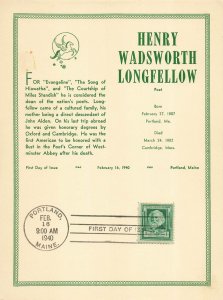 HENRY
WADSWORTH
LONGFELLOW
Poet
Born
February 27, 1807
Portland, Me.
Died
March 24, 1882
Cambridge, Mass.
FOR "Evangeline", "The Song of
Hiawatha", and "The Courtship of
Miles Standish" he is considered the
dean of the nation's poets. Long-
fellow came of a cultured family, his
mother being a direct descendant of
John Alden. On his last trip abroad
he was given honorary degrees by
Oxford and Cambridge. He was the
first American to be honored with a
Bust in the Poet's Corner of West-
minster Abbey after his death.
First Day of Issue February 16, 1940 Portland, Maine
PORTLAND,
FEB.
16
9:00 AM
1940
MAINE.
FIRST DAY OF IS